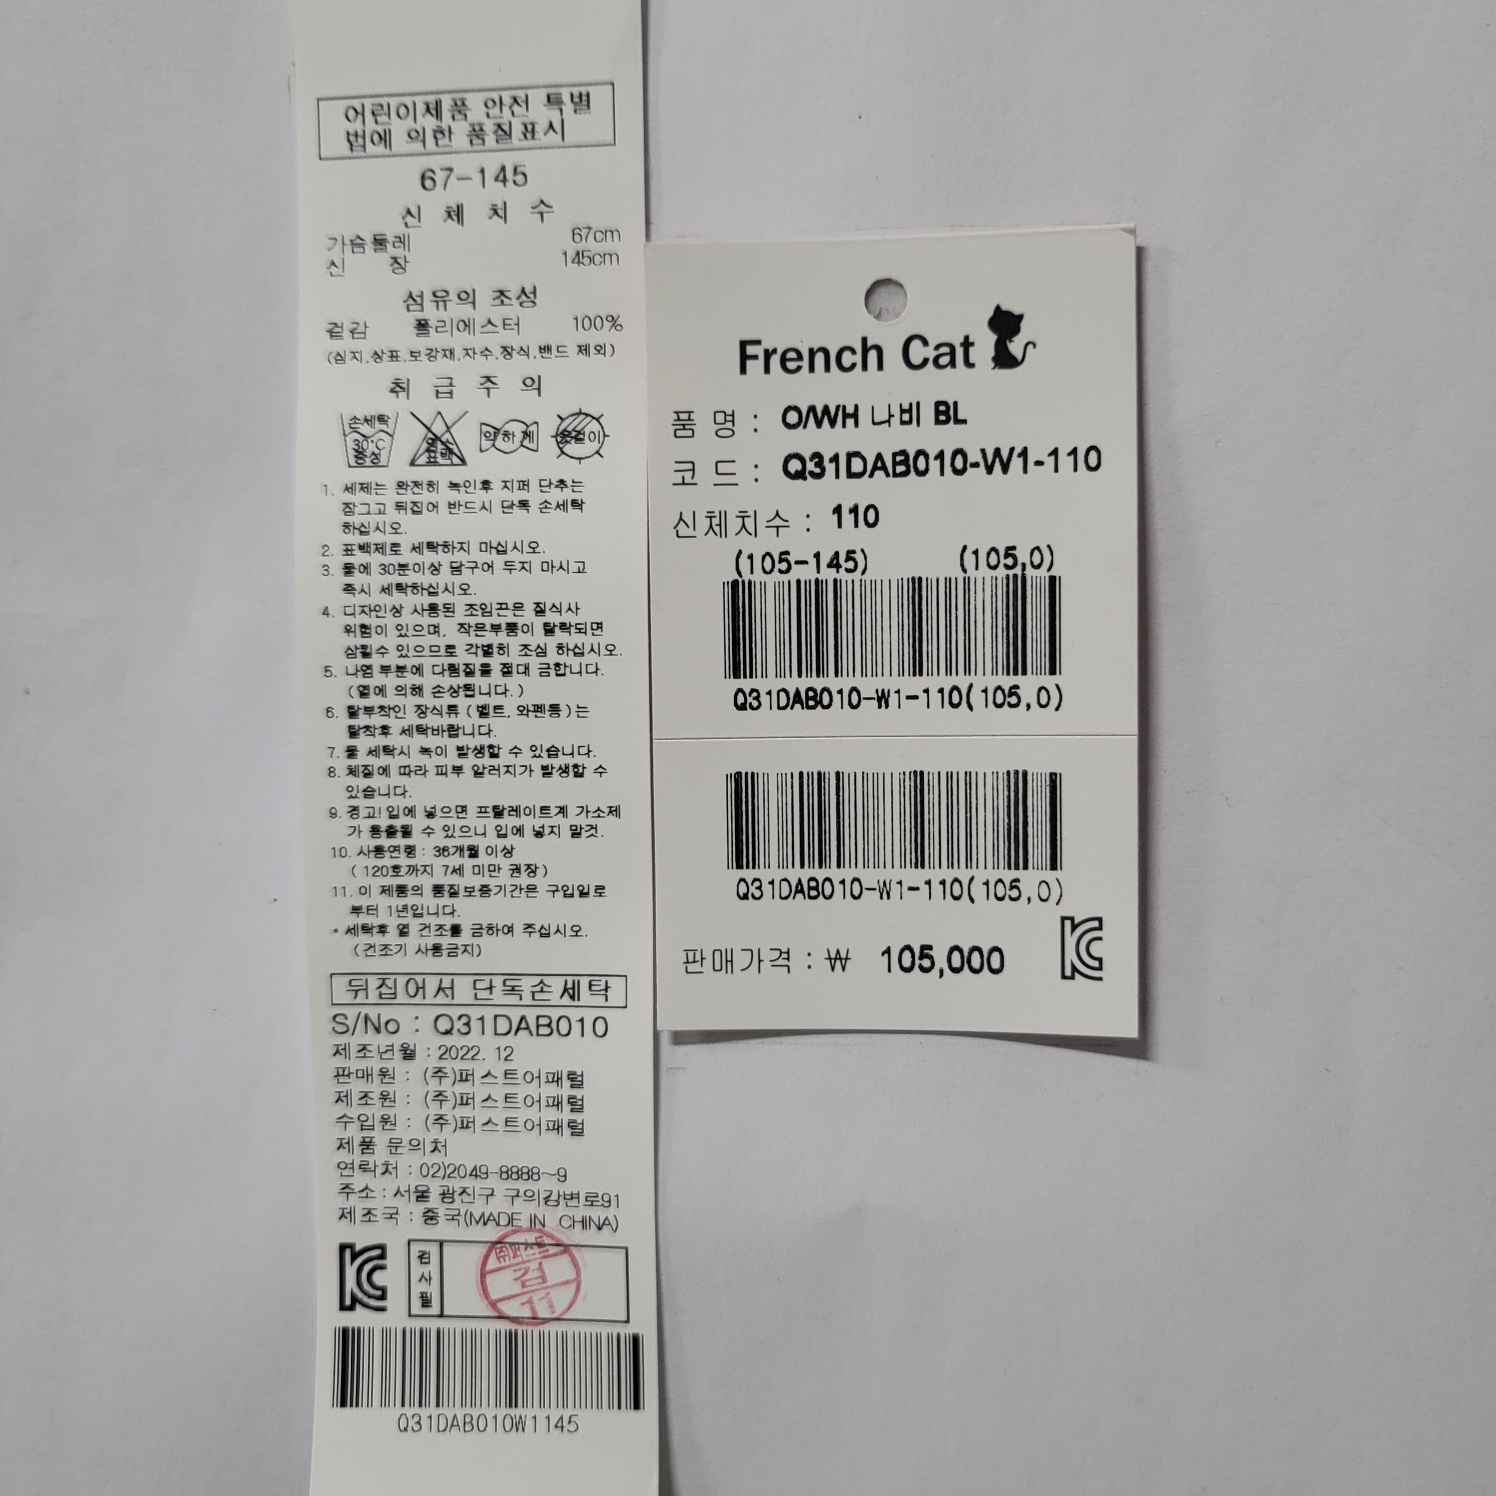 어린이제품 안전 특별
법에 의한 품질표시
67-145
신 체 치 수
가슴둘레 67cm
신 장 145cm
섬유의 조성
겉감 폴리에스터 100%
(심지,상표,보강재,자수,장식,밴드 제외)
취 급 주 의
손세탁 30℃ 중성
염소 표백
약하게
옷걸이
1. 세제는 완전히 녹인후 지퍼 단추는
잠그고 뒤집어 반드시 단독 손세탁
하십시오.
2. 표백제로 세탁하지 마십시오.
3. 물에 30분이상 담구어 두지 마시고
즉시 세탁하십시오.
4. 디자인상 사용된 조임끈은 질식사
위험이 있으며, 작은부품이 탈락되면
삼킬수 있으므로 각별히 조심 하십시오.
5. 나염 부분에 다림질을 절대 금합니다.
(열에 의해 손상됩니다.)
6. 탈부착인 장식류 (벨트, 와펜등)는
탈착후 세탁바랍니다.
7. 물 세탁시 녹이 발생할 수 있습니다.
8. 체질에 따라 피부 알러지가 발생할 수
있습니다.
9. 경고! 입에 넣으면 프탈레이트계 가소제
가 용출될 수 있으니 입에 넣지 말것.
10. 사용연령 : 36개월 이상
( 120호까지 7세 미만 권장 )
11. 이 제품의 품질보증기간은 구입일로
부터 1년입니다.
* 세탁후 열 건조를 금하여 주십시오.
(건조기 사용금지)
뒤집어서 단독손세탁
S/No : Q31DAB010
제조년월 : 2022. 12
판매원 : (주)퍼스트어패럴
제조원 : (주)퍼스트어패럴
수입원 : (주)퍼스트어패럴
제품 문의처
연락처 : 02)2049-8888~9
주소 : 서울 광진구 구의강변로91
제조국 : 중국(MADE IN CHINA)
KC 검사필 ㈜퍼스트 검 11
Q31DAB010W1145
French Cat
품 명 : O/WH 나비 BL
코 드 : Q31DAB010-W1-110
신체치수 : 110
(105-145) (105,0)
Q31DAB010-W1-110(105,0)
Q31DAB010-W1-110(105,0)
판매가격 : ₩ 105,000 KC